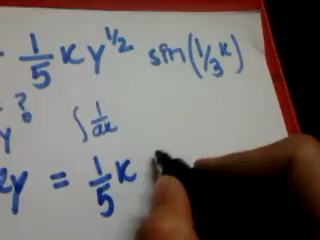 - 1/5 K y^1/2 sin(1/3 K)
y ? ∫ 1/dx
2y = 1/5 K